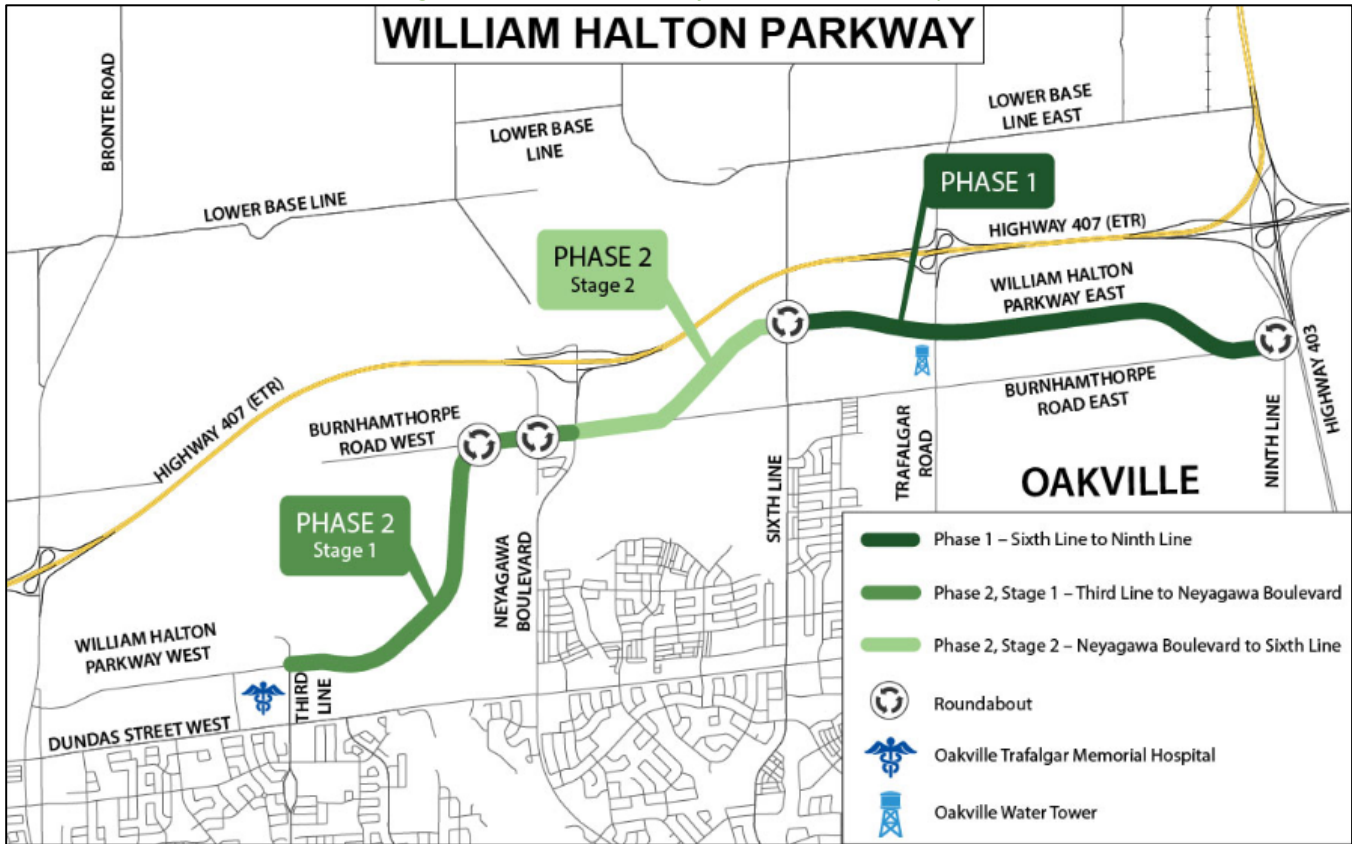 WILLIAM HALTON PARKWAY
BRONTE ROAD
LOWER BASE
LINE
LOWER BASE
LINE EAST
LOWER BASE LINE
PHASE 1
HIGHWAY 407 (ETR)
PHASE 2
Stage 2
WILLIAM HALTON
PARKWAY EAST
HIGHWAY 403
HIGHWAY 407 (ETR)
BURNHAMTHORPE
ROAD WEST
BURNHAMTHORPE
ROAD EAST
TRAFALGAR
ROAD
SIXTH LINE
NINTH LINE
OAKVILLE
PHASE 2
Stage 1
NEYAGAWA
BOULEVARD
WILLIAM HALTON
PARKWAY WEST
THIRD
LINE
DUNDAS STREET WEST
Phase 1 – Sixth Line to Ninth Line
Phase 2, Stage 1 – Third Line to Neyagawa Boulevard
Phase 2, Stage 2 – Neyagawa Boulevard to Sixth Line
Roundabout
Oakville Trafalgar Memorial Hospital
Oakville Water Tower